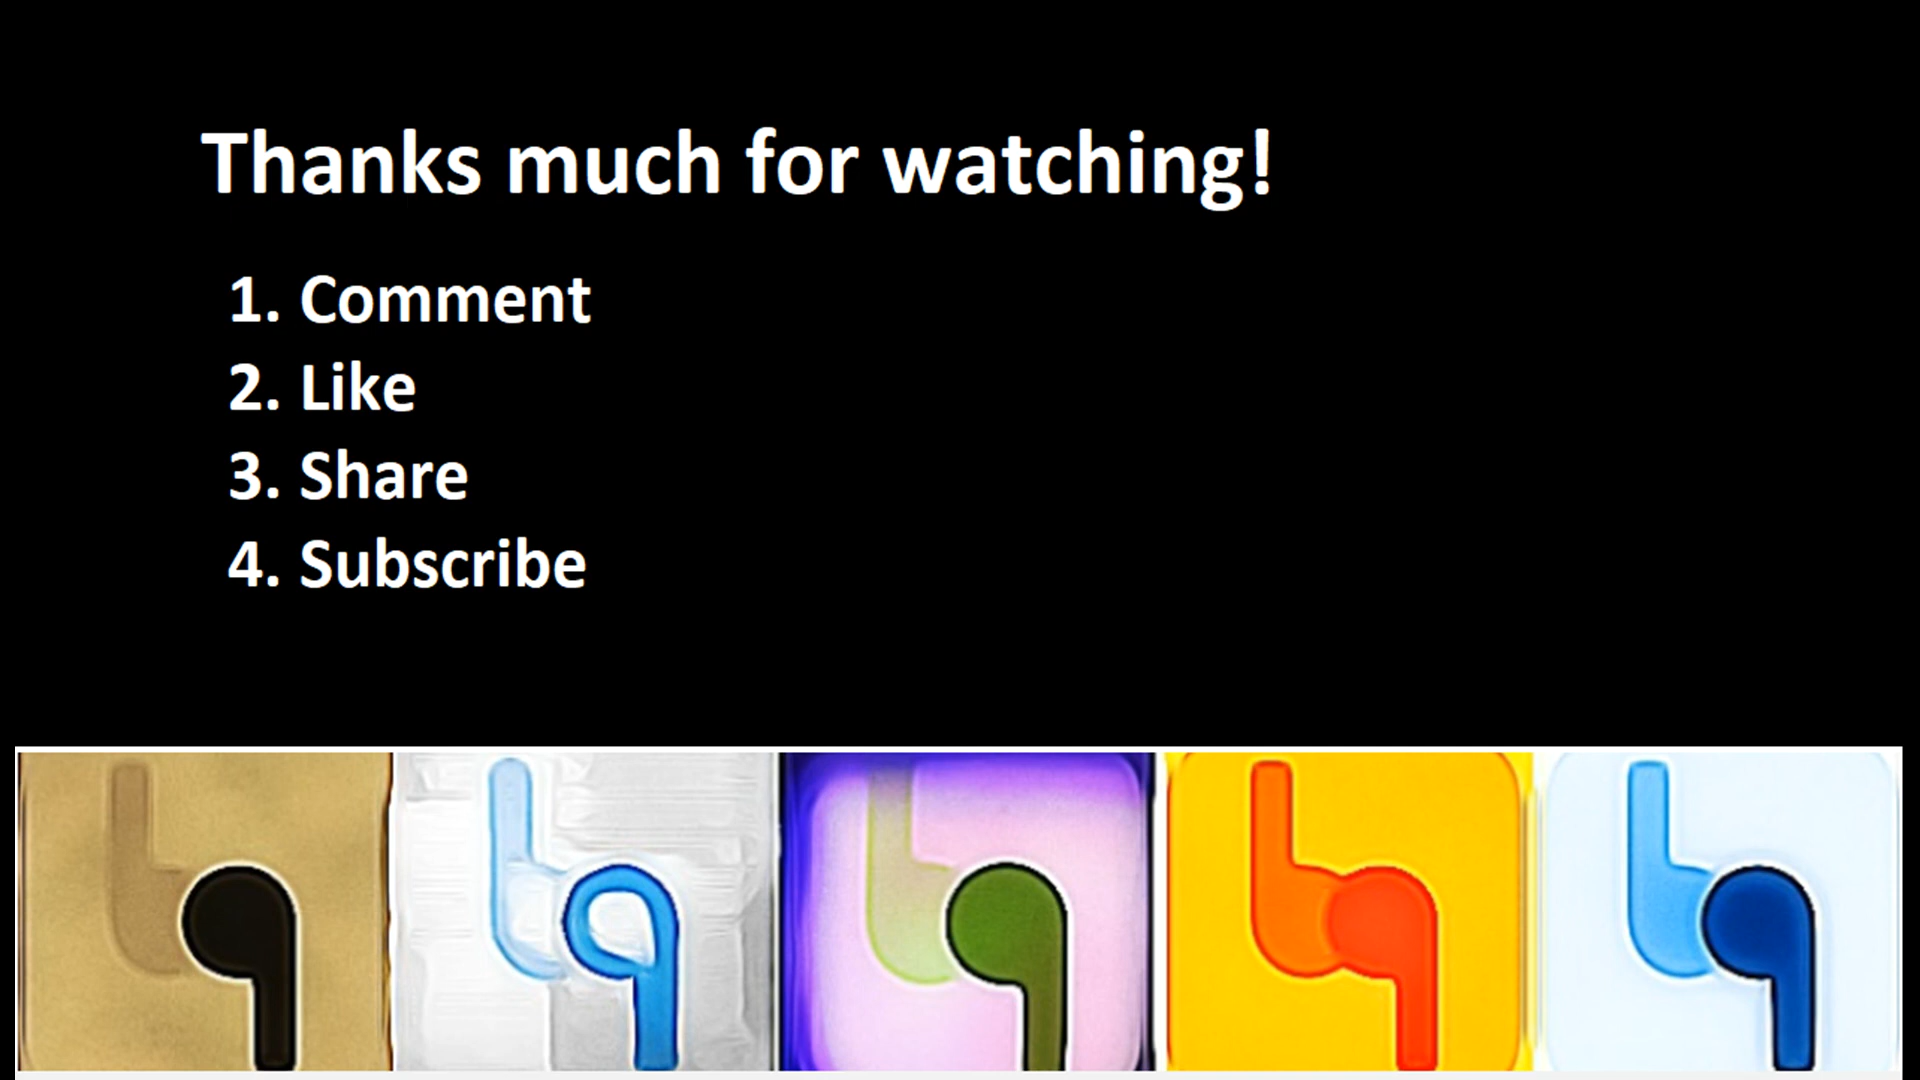 Thanks much for watching!
1. Comment
2. Like
3. Share
4. Subscribe